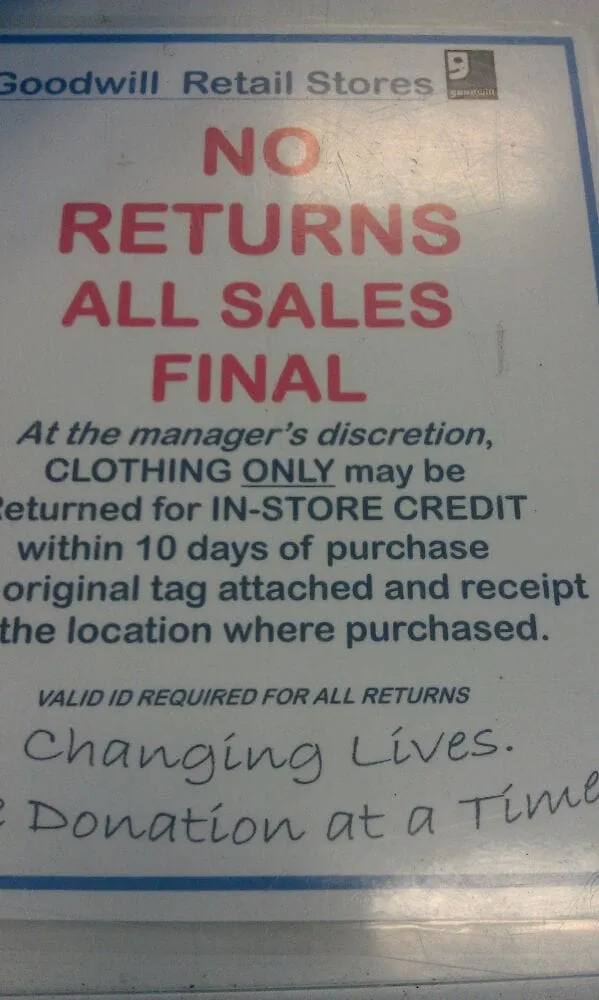 Goodwill Retail Stores
goodwill
NO
RETURNS
ALL SALES
FINAL
At the manager's discretion,
CLOTHING ONLY may be
Returned for IN-STORE CREDIT
within 10 days of purchase
original tag attached and receipt
the location where purchased.
VALID ID REQUIRED FOR ALL RETURNS
Changing Lives.
Donation at a Time